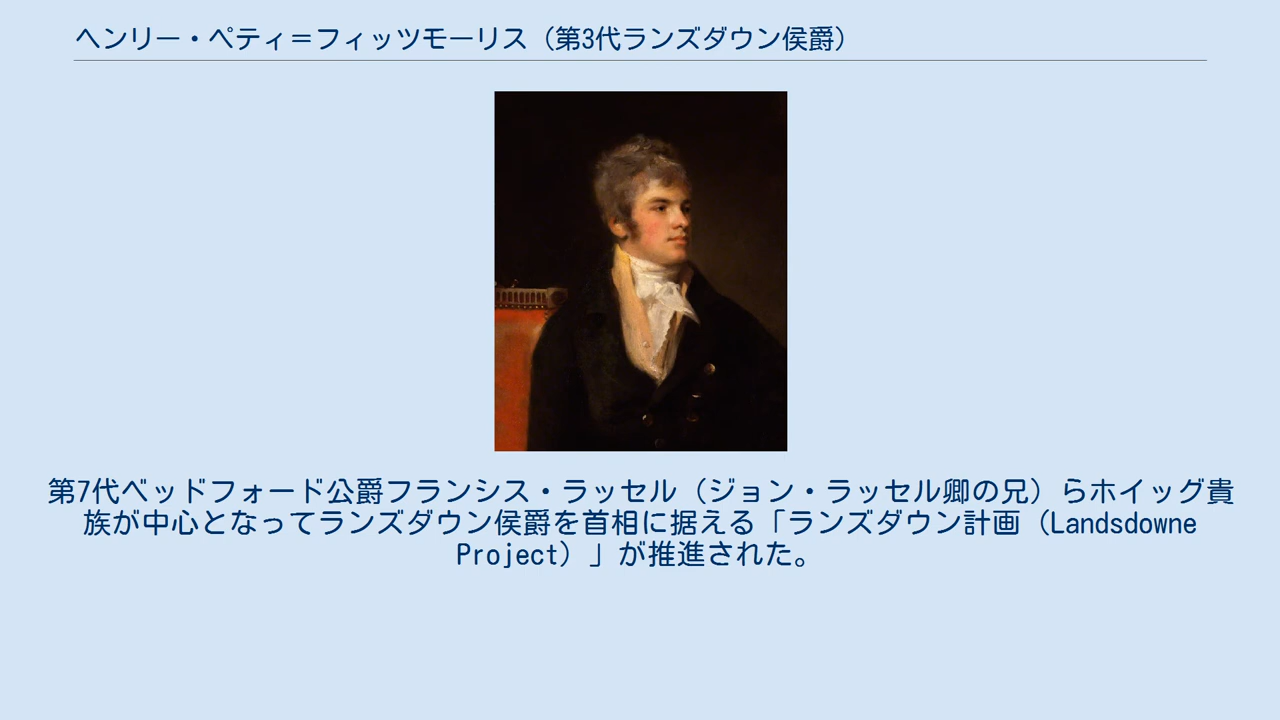 ヘンリー・ペティ＝フィッツモーリス（第3代ランズダウン侯爵）
第7代ベッドフォード公爵フランシス・ラッセル（ジョン・ラッセル卿の兄）らホイッグ貴
族が中心となってランズダウン侯爵を首相に据える「ランズダウン計画（Landsdowne
Project）」が推進された。